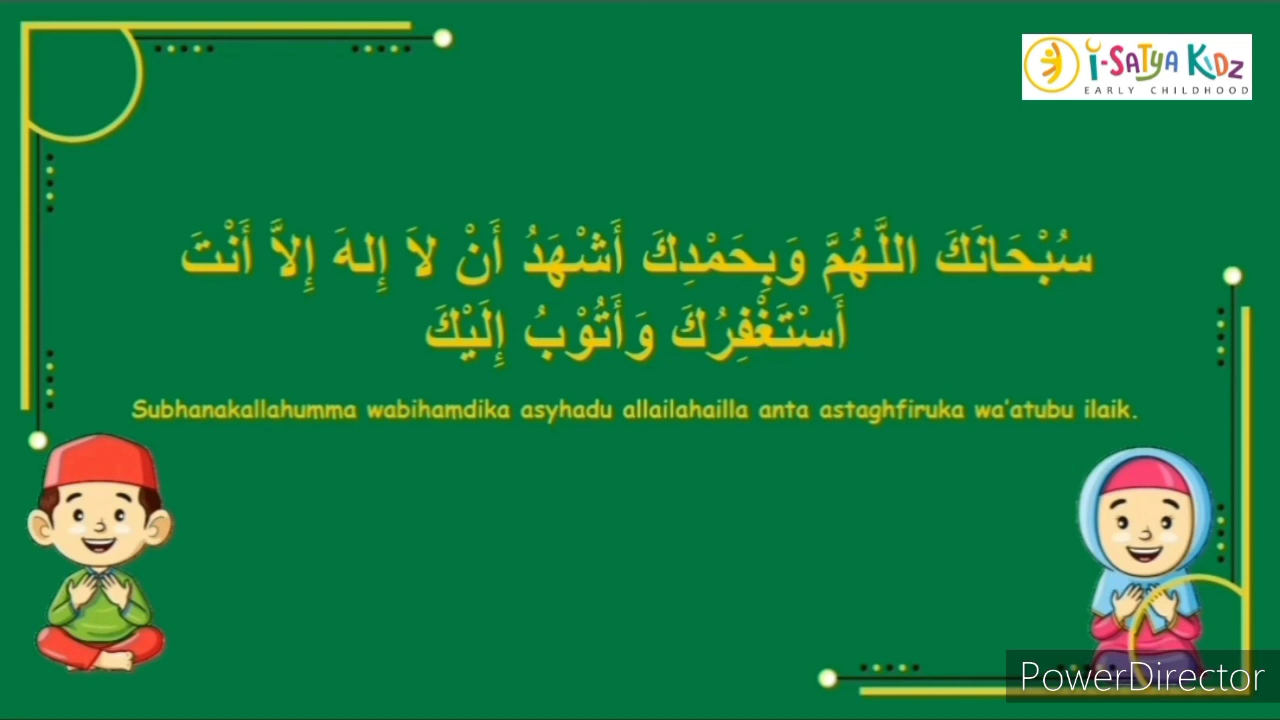 i-SATYA KIDZ
EARLY CHILDHOOD
سُبْحَانَكَ اللَّهُمَّ وَبِحَمْدِكَ أَشْهَدُ أَنْ لاَ إِلهَ إِلاَّ أَنْتَ
أَسْتَغْفِرُكَ وَأَتُوْبُ إِلَيْكَ
Subhanakallahumma wabihamdika asyhadu allailahailla anta astaghfiruka wa'atubu ilaik.
PowerDirector